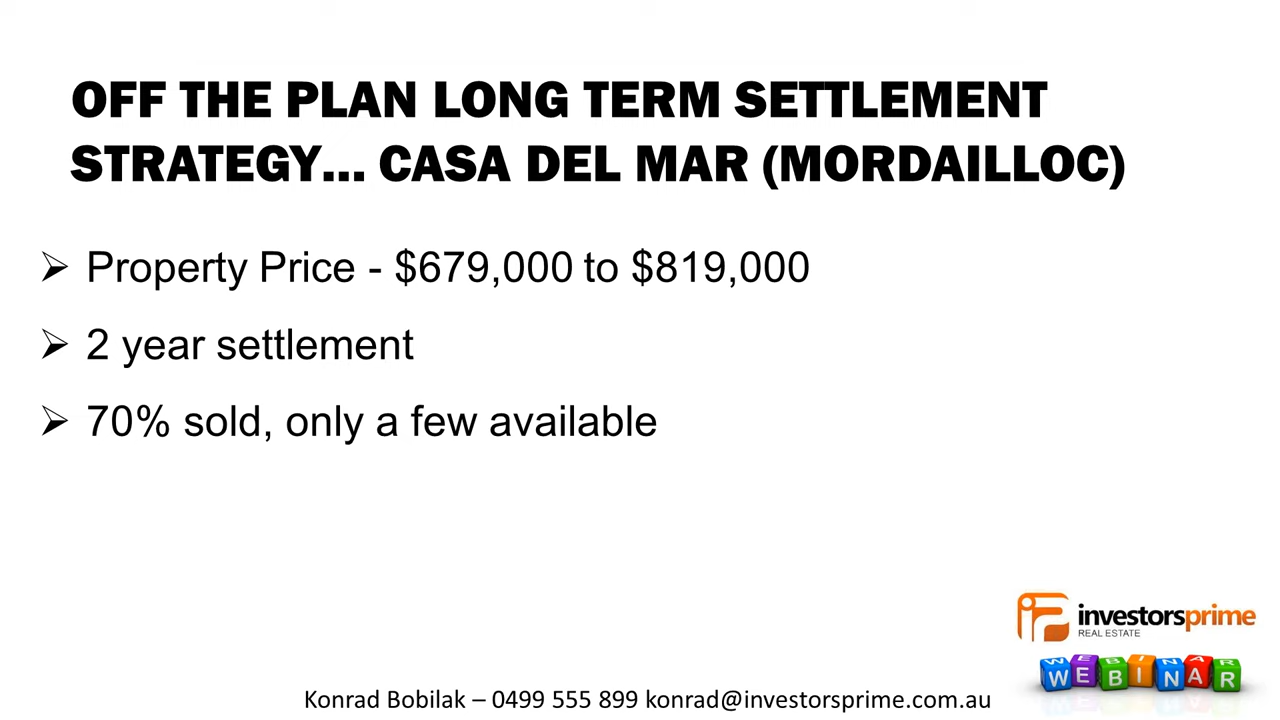 OFF THE PLAN LONG TERM SETTLEMENT
STRATEGY... CASA DEL MAR (MORDAILLOC)
➢ Property Price - $679,000 to $819,000
➢ 2 year settlement
➢ 70% sold, only a few available
investorsprime
REAL ESTATE
WEBINAR
Konrad Bobilak – 0499 555 899 konrad@investorsprime.com.au